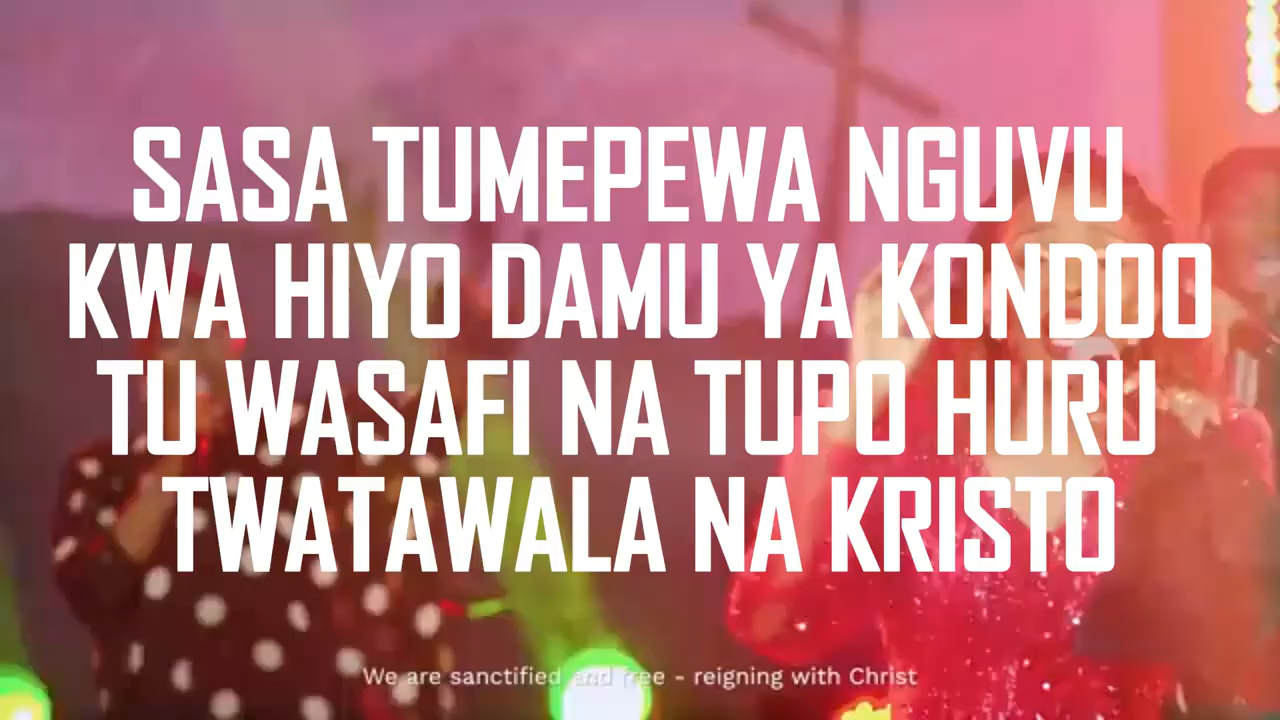 SASA TUMEPEWA NGUVU
KWA HIYO DAMU YA KONDOO
TU WASAFI NA TUPO HURU
TWATAWALA NA KRISTO
We are sanctified and free - reigning with Christ